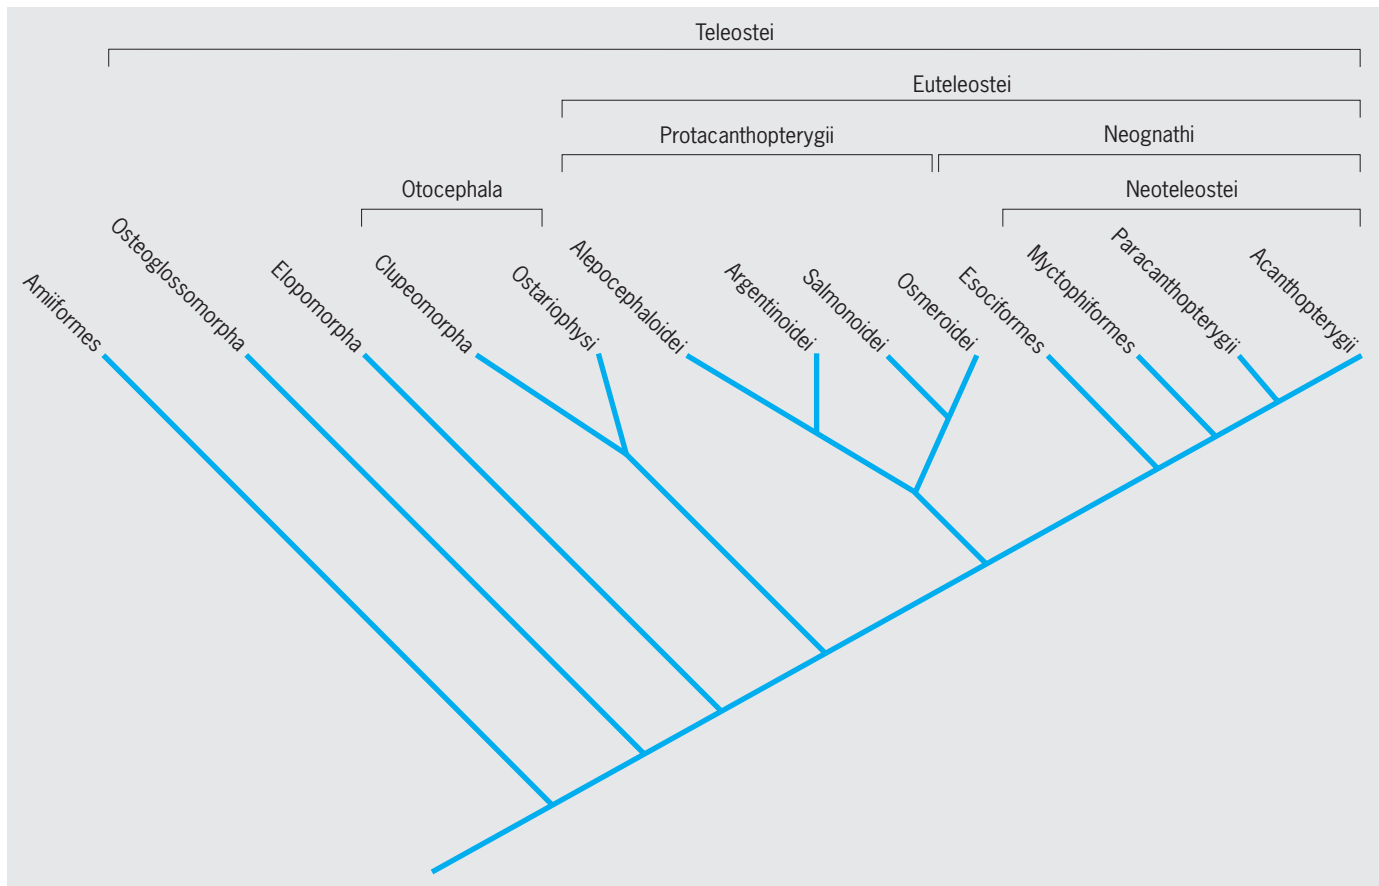 Teleostei
Euteleostei
Protacanthopterygii
Neognathi
Otocephala
Neoteleostei
Amiiformes
Osteoglossomorpha
Elopomorpha
Clupeomorpha
Ostariophysi
Alepocephaloidei
Argentinoidei
Salmonoidei
Osmeroidei
Esociformes
Myctophiformes
Paracanthopterygii
Acanthopterygii